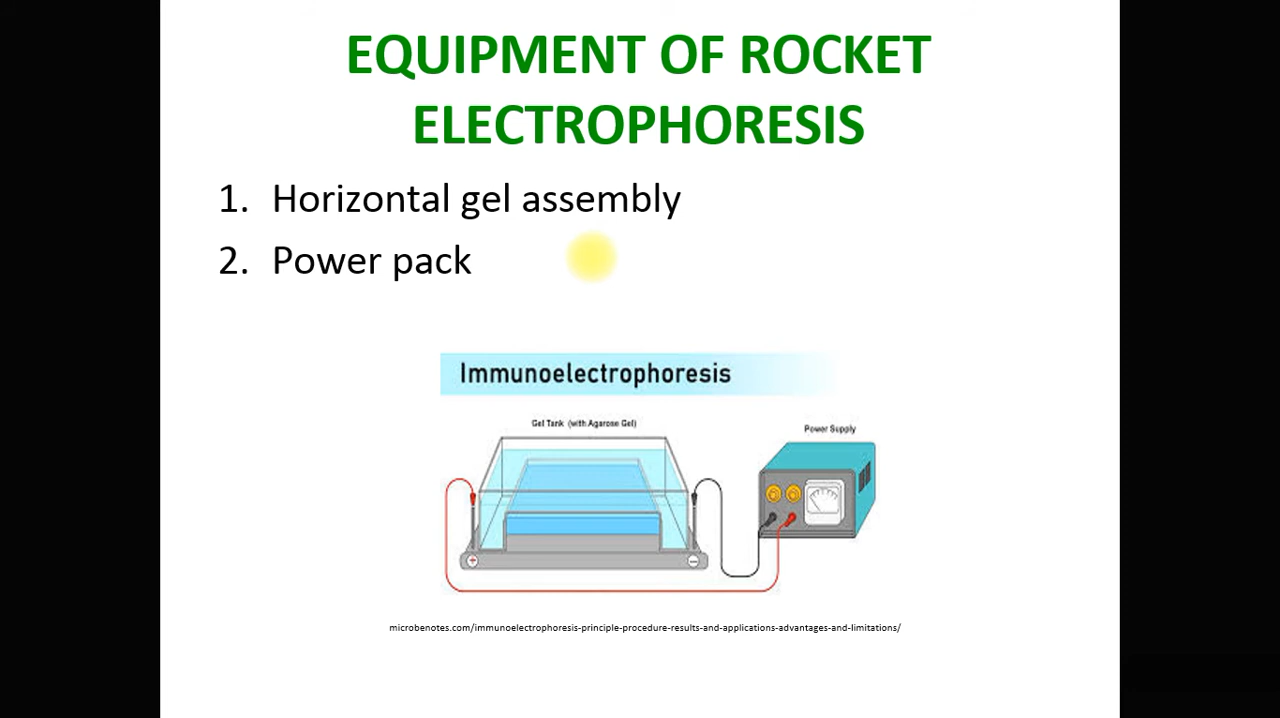 EQUIPMENT OF ROCKET
ELECTROPHORESIS
1. Horizontal gel assembly
2. Power pack
Immunoelectrophoresis
Gel Tank (with Agarose Gel)
Power Supply
+
−
microbenotes.com/immunoelectrophoresis-principle-procedure-results-and-applications-advantages-and-limitations/